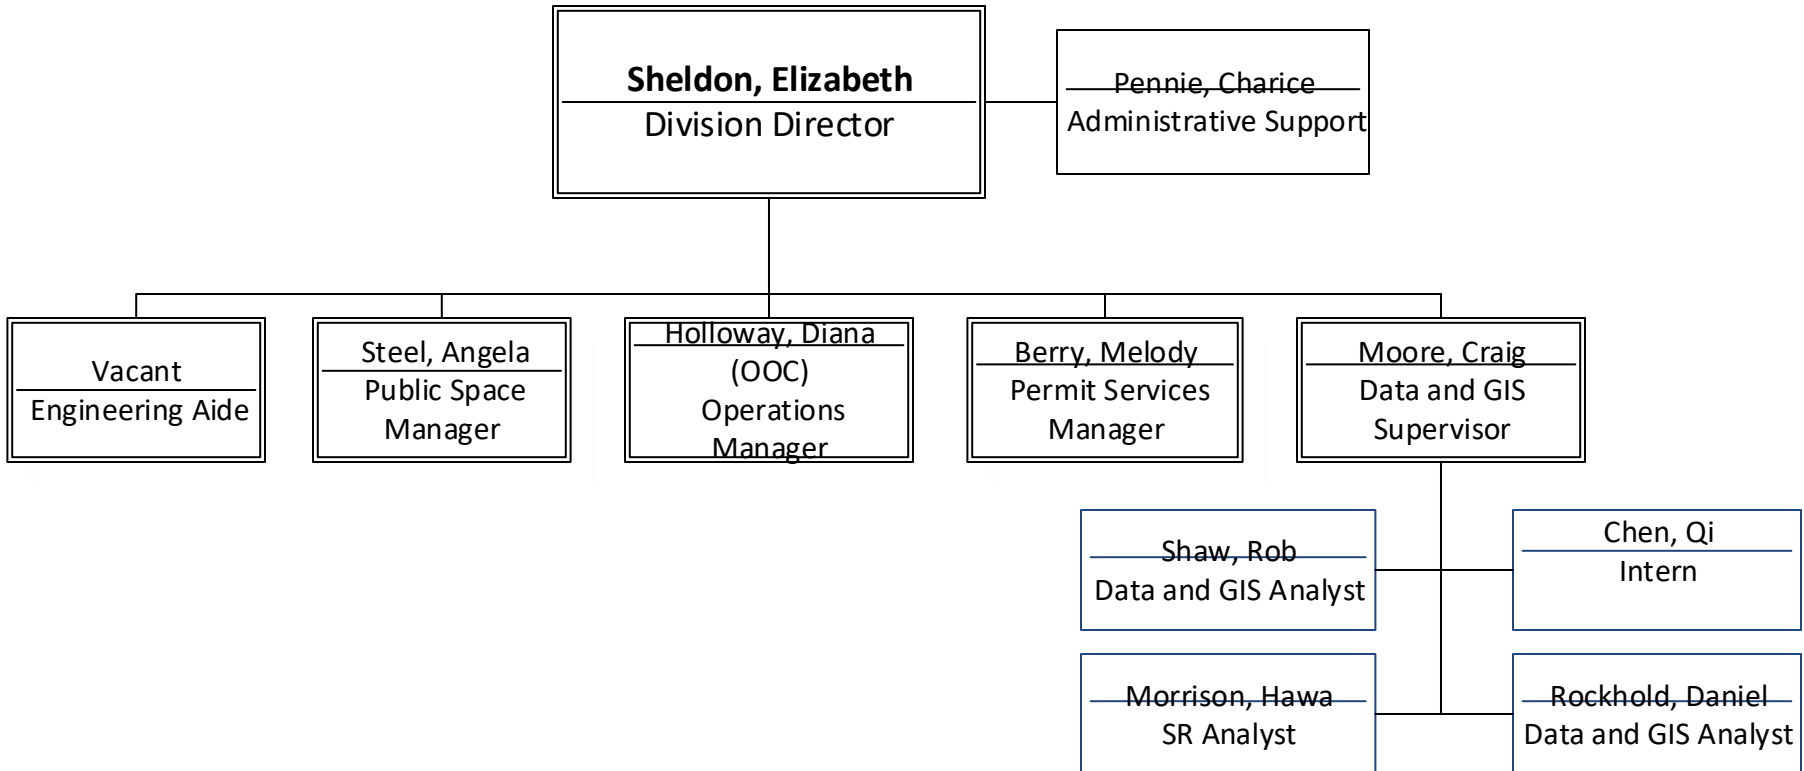 Sheldon, Elizabeth
Division Director
Pennie, Charice
Administrative Support
Vacant
Engineering Aide
Steel, Angela
Public Space
Manager
Holloway, Diana
(OOC)
Operations
Manager
Berry, Melody
Permit Services
Manager
Moore, Craig
Data and GIS
Supervisor
Shaw, Rob
Data and GIS Analyst
Chen, Qi
Intern
Morrison, Hawa
SR Analyst
Rockhold, Daniel
Data and GIS Analyst